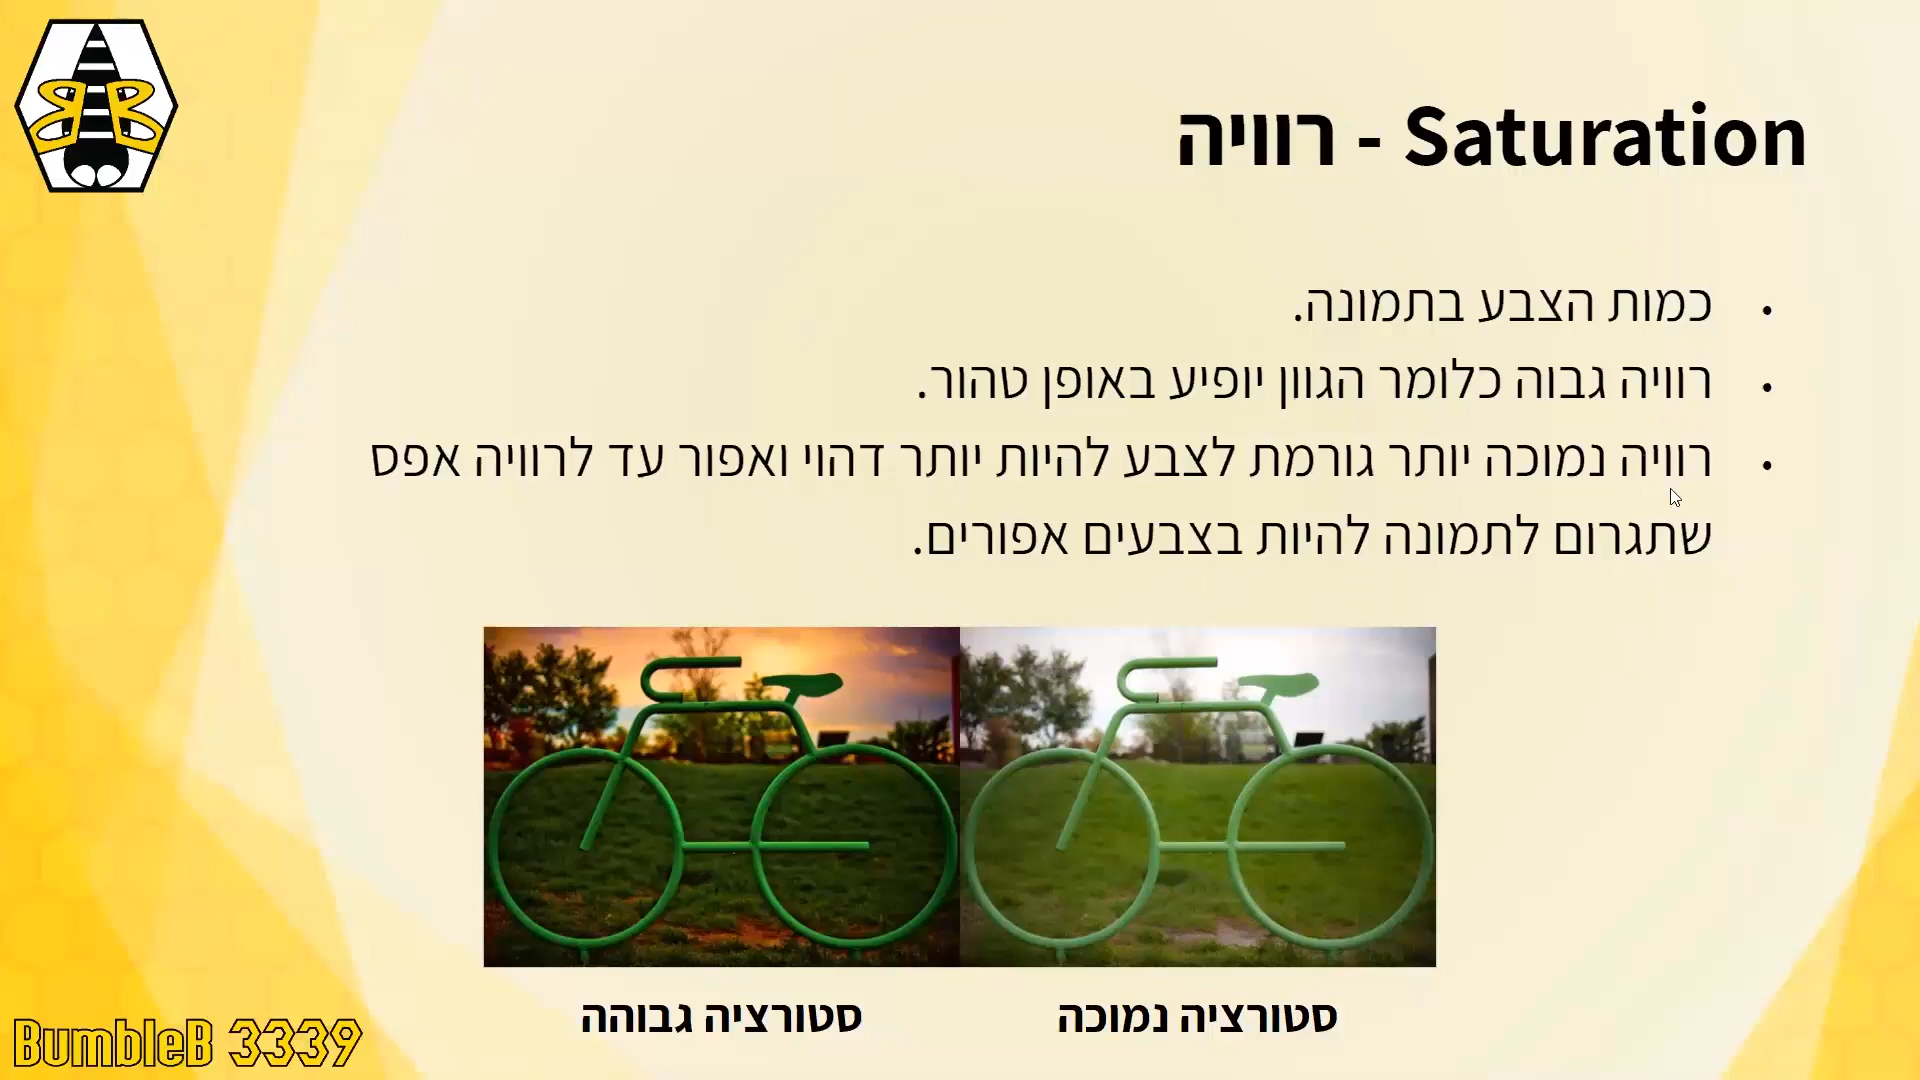 Saturation - רוויה
• כמות הצבע בתמונה.
• רוויה גבוה כלומר הגוון יופיע באופן טהור.
• רוויה נמוכה יותר גורמת לצבע להיות יותר דהוי ואפור עד לרוויה אפס
שתגרום לתמונה להיות בצבעים אפורים.
סטורציה נמוכה
סטורציה גבוהה
BumbleB 3339